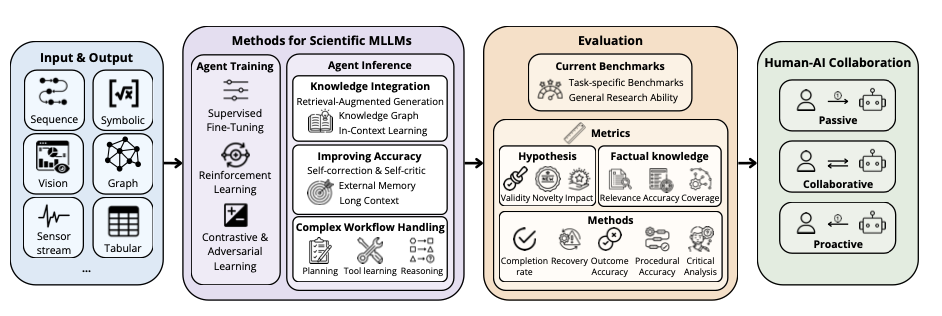 Input & Output
Sequence
Symbolic
Vision
Graph
Sensor
stream
Tabular
...
Methods for Scientific MLLMs
Agent Training
Supervised
Fine-Tuning
Reinforcement
Learning
Contrastive &
Adversarial
Learning
Agent Inference
Knowledge Integration
Retrieval-Augmented Generation
Knowledge Graph
In-Context Learning
Improving Accuracy
Self-correction & Self-critic
External Memory
Long Context
Complex Workflow Handling
Planning Tool learning Reasoning
Evaluation
Current Benchmarks
Task-specific Benchmarks
General Research Ability
Metrics
Hypothesis
Validity Novelty Impact
Factual knowledge
Relevance Accuracy Coverage
Methods
Completion
rate
Recovery
Outcome
Accuracy
Procedural
Accuracy
Critical
Analysis
Human-AI Collaboration
Passive
Collaborative
Proactive